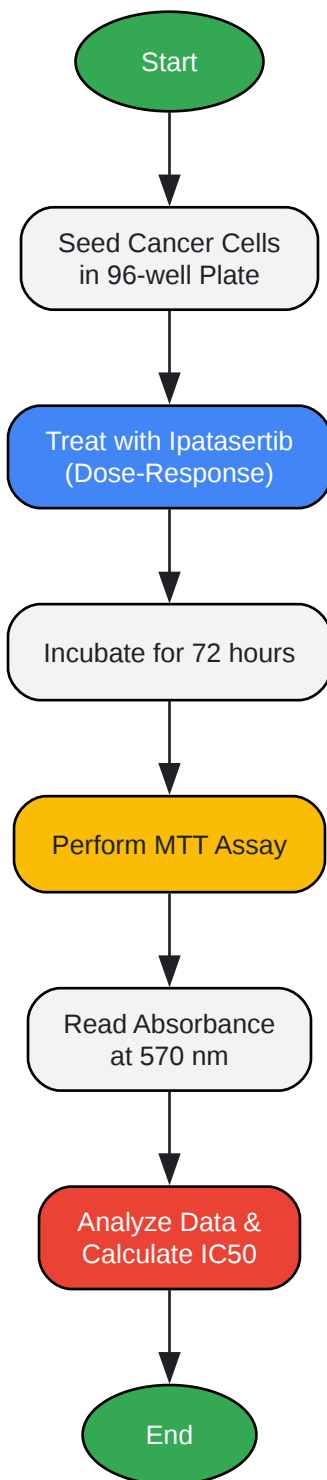 Start
Seed Cancer Cells
in 96-well Plate
Treat with Ipatasertib
(Dose-Response)
Incubate for 72 hours
Perform MTT Assay
Read Absorbance
at 570 nm
Analyze Data &
Calculate IC50
End